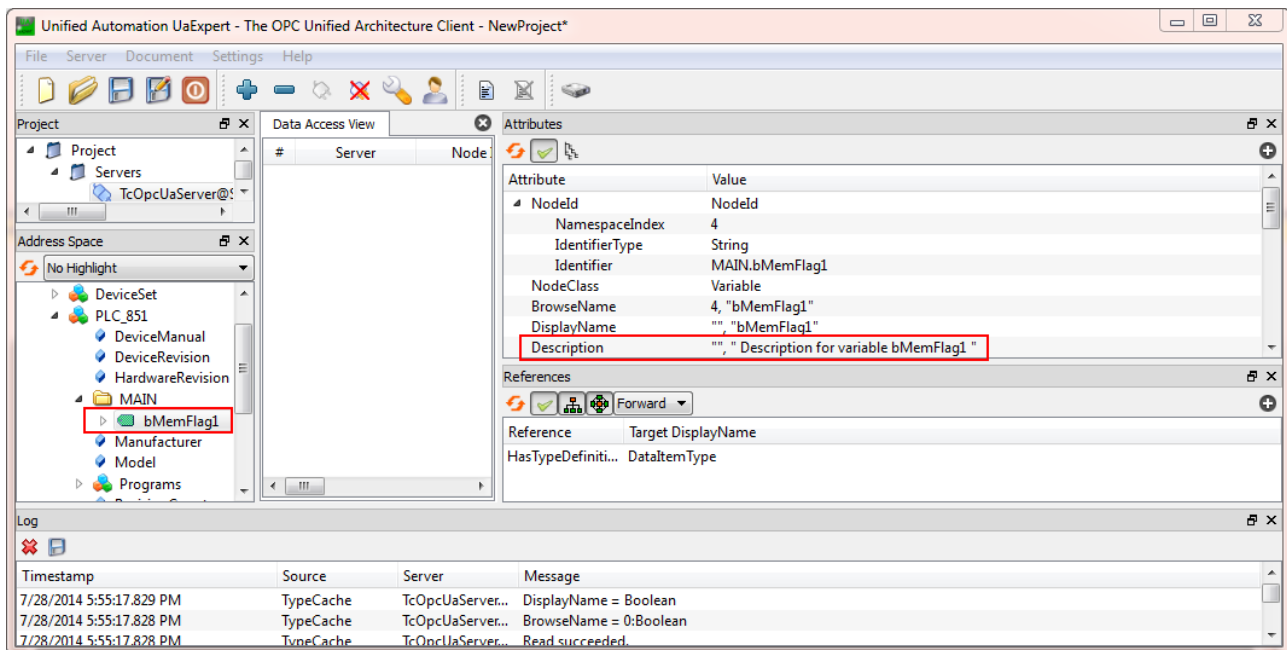 Unified Automation UaExpert - The OPC Unified Architecture Client - NewProject*
File Server Document Settings Help
Project
Project
Servers
TcOpcUaServer@
Address Space
No Highlight
DeviceSet
PLC_851
DeviceManual
DeviceRevision
HardwareRevision
MAIN
bMemFlag1
Manufacturer
Model
Programs
Data Access View
# Server Node
Attributes
Attribute Value
NodeId NodeId
NamespaceIndex 4
IdentifierType String
Identifier MAIN.bMemFlag1
NodeClass Variable
BrowseName 4, "bMemFlag1"
DisplayName "", "bMemFlag1"
Description "", " Description for variable bMemFlag1 "
References
Forward
Reference Target DisplayName
HasTypeDefiniti... DataItemType
Log
Timestamp Source Server Message
7/28/2014 5:55:17.829 PM TypeCache TcOpcUaServer... DisplayName = Boolean
7/28/2014 5:55:17.828 PM TypeCache TcOpcUaServer... BrowseName = 0:Boolean
7/28/2014 5:55:17.828 PM TypeCache TcOpcUaServer... Read succeeded.